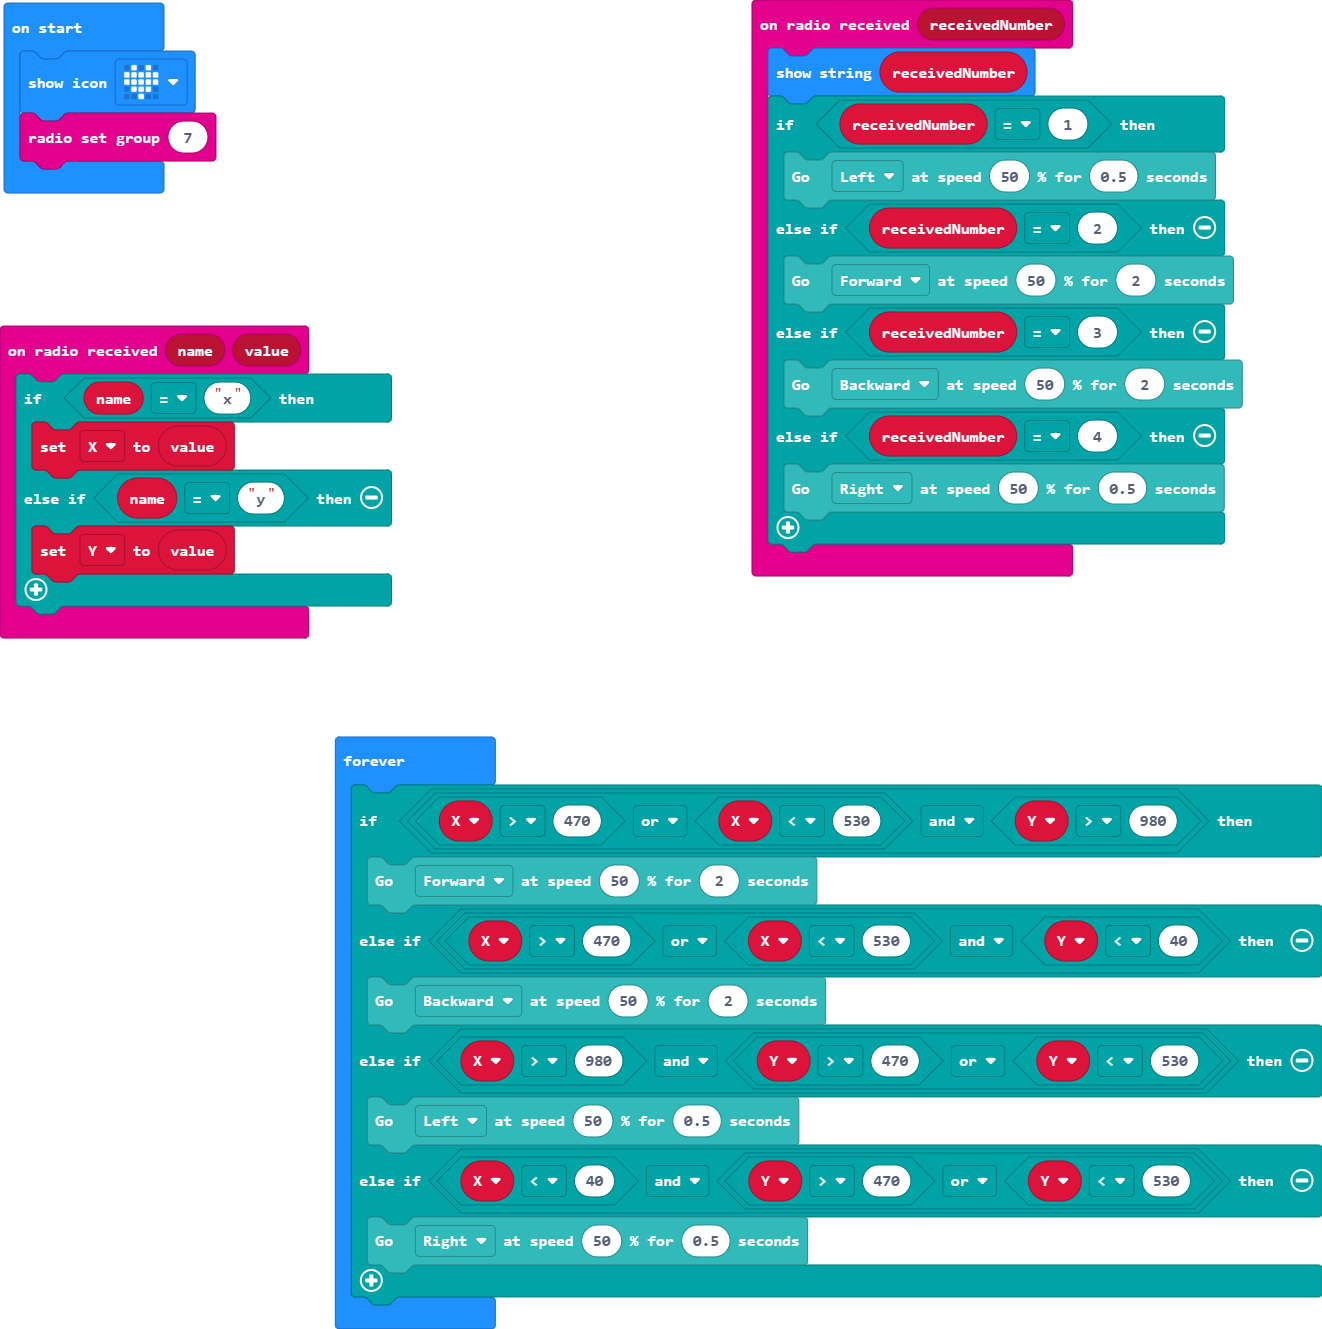 on start
show icon
radio set group 7
on radio received receivedNumber
show string receivedNumber
if receivedNumber = 1 then
Go Left at speed 50 % for 0.5 seconds
else if receivedNumber = 2 then
Go Forward at speed 50 % for 2 seconds
else if receivedNumber = 3 then
Go Backward at speed 50 % for 2 seconds
else if receivedNumber = 4 then
Go Right at speed 50 % for 0.5 seconds
on radio received name value
if name = "x" then
set X to value
else if name = "y" then
set Y to value
forever
if X > 470 or X < 530 and Y > 980 then
Go Forward at speed 50 % for 2 seconds
else if X > 470 or X < 530 and Y < 40 then
Go Backward at speed 50 % for 2 seconds
else if X > 980 and Y > 470 or Y < 530 then
Go Left at speed 50 % for 0.5 seconds
else if X < 40 and Y > 470 or Y < 530 then
Go Right at speed 50 % for 0.5 seconds